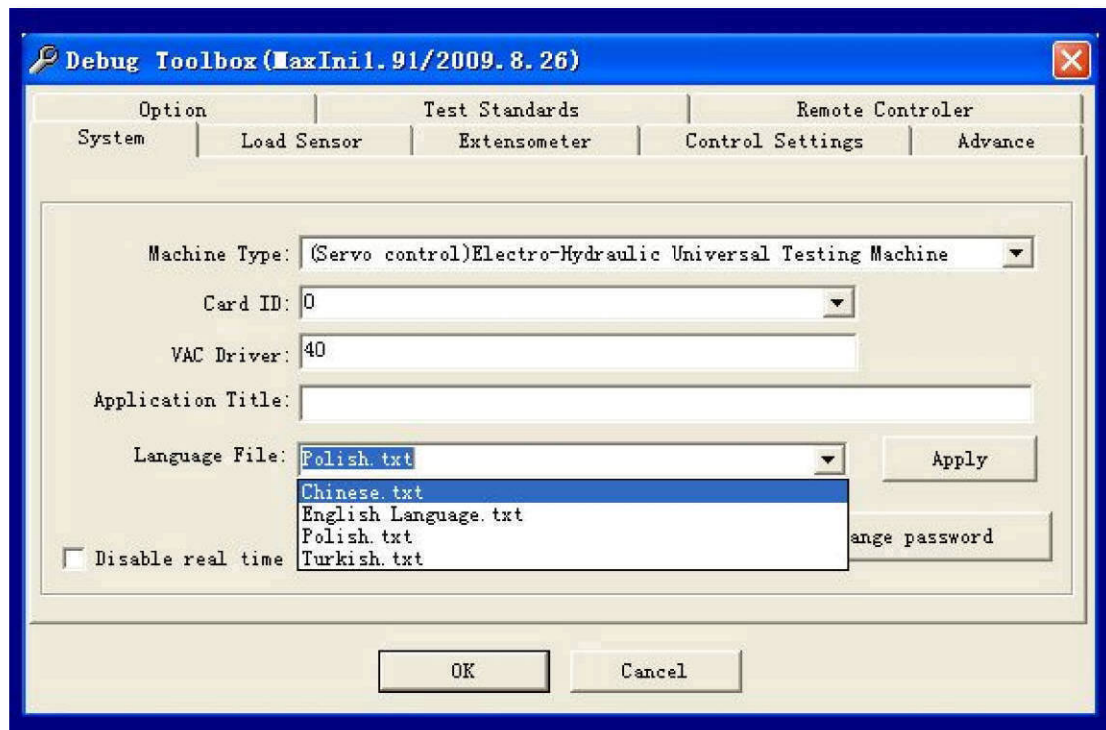 Debug Toolbox(MaxIni1.91/2009.8.26)
Option Test Standards Remote Controler
System Load Sensor Extensometer Control Settings Advance
Machine Type: (Servo control)Electro-Hydraulic Universal Testing Machine
Card ID: 0
VAC Driver: 40
Application Title:
Language File: Polish.txt Apply
Chinese.txt
English Language.txt
Polish.txt
Turkish.txt
ange password
Disable real time
OK Cancel